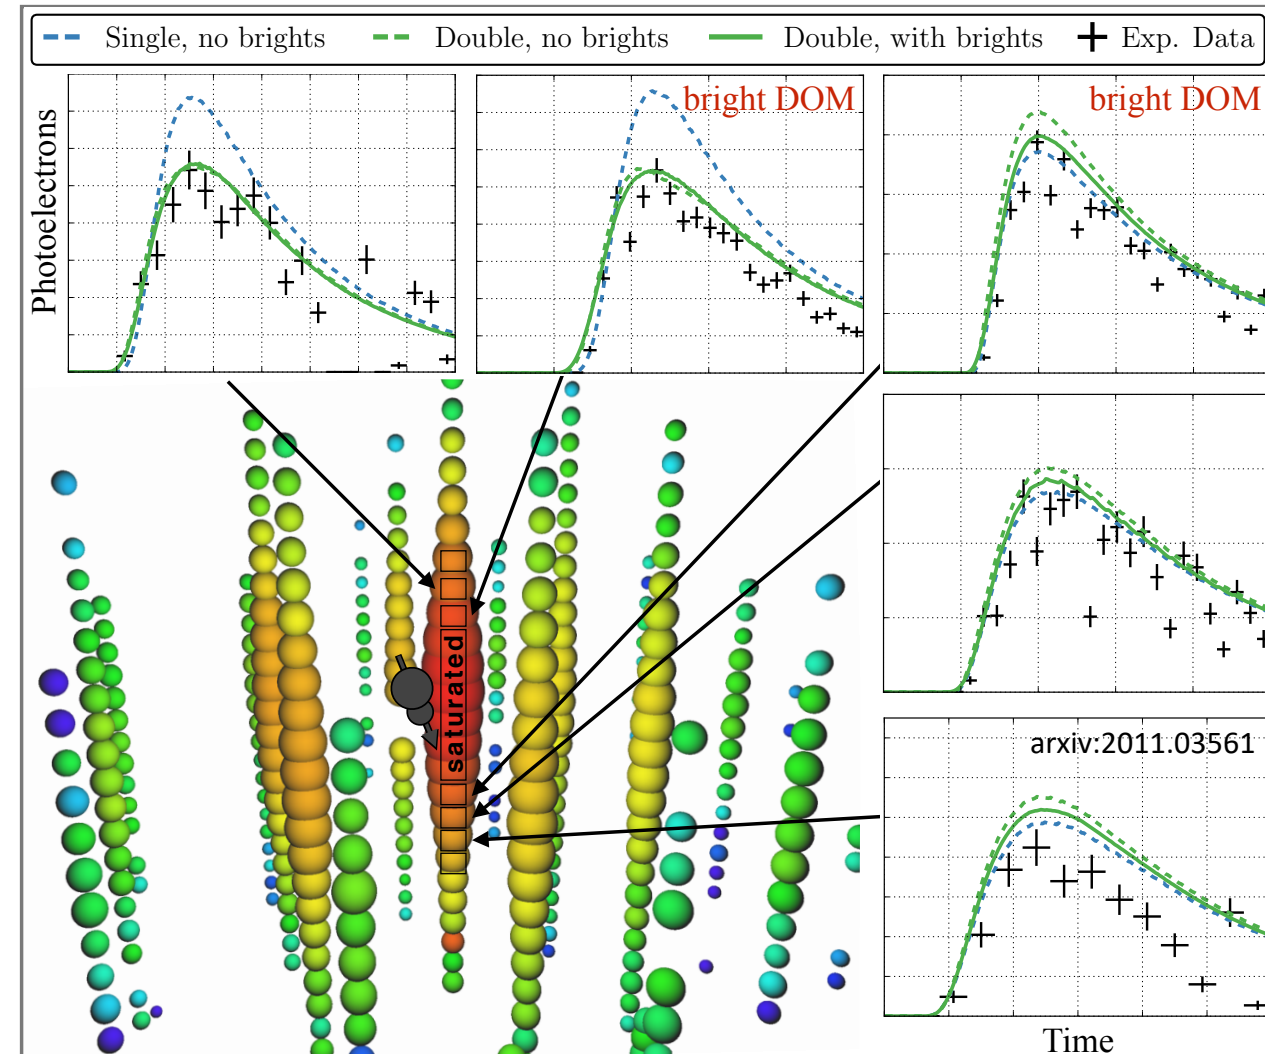 Single, no brights Double, no brights Double, with brights Exp. Data
Photoelectrons
bright DOM
bright DOM
saturated
arxiv:2011.03561
Time